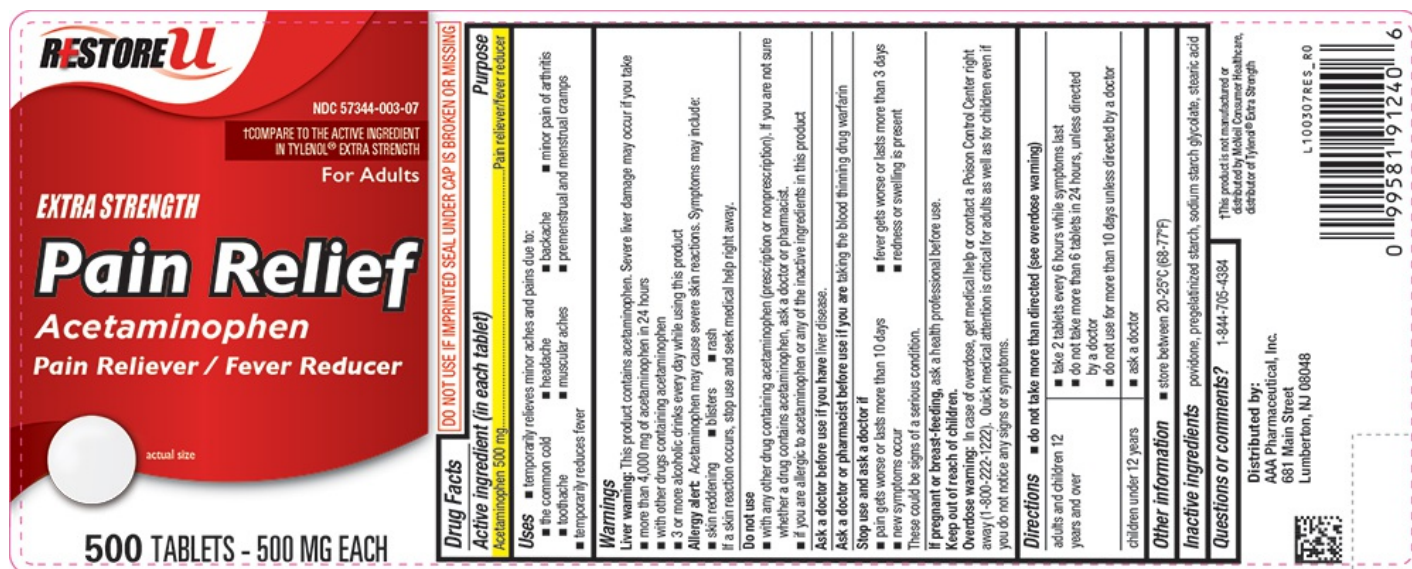 RESTORE U
NDC 57344-003-07
†COMPARE TO THE ACTIVE INGREDIENT
IN TYLENOL® EXTRA STRENGTH
For Adults
EXTRA STRENGTH
Pain Relief
Acetaminophen
Pain Reliever / Fever Reducer
actual size
500 TABLETS - 500 MG EACH
Drug Facts
DO NOT USE IF IMPRINTED SEAL UNDER CAP IS BROKEN OR MISSING
Active ingredient (in each tablet) Purpose
Acetaminophen 500 mg Pain reliever/fever reducer
Uses ■ temporarily relieves minor aches and pains due to:
■ the common cold ■ headache ■ backache ■ minor pain of arthritis
■ toothache ■ muscular aches ■ premenstrual and menstrual cramps
■ temporarily reduces fever
Warnings
Liver warning: This product contains acetaminophen. Severe liver damage may occur if you take
■ more than 4,000 mg of acetaminophen in 24 hours
■ with other drugs containing acetaminophen
■ 3 or more alcoholic drinks every day while using this product
Allergy alert: Acetaminophen may cause severe skin reactions. Symptoms may include:
■ skin reddening ■ blisters ■ rash
If a skin reaction occurs, stop use and seek medical help right away.
Do not use
■ with any other drug containing acetaminophen (prescription or nonprescription). If you are not sure
whether a drug contains acetaminophen, ask a doctor or pharmacist.
■ if you are allergic to acetaminophen or any of the inactive ingredients in this product
Ask a doctor before use if you have liver disease.
Ask a doctor or pharmacist before use if you are taking the blood thinning drug warfarin
Stop use and ask a doctor if
■ pain gets worse or lasts more than 10 days ■ fever gets worse or lasts more than 3 days
■ new symptoms occur ■ redness or swelling is present
These could be signs of a serious condition.
If pregnant or breast-feeding, ask a health professional before use.
Keep out of reach of children.
Overdose warning: In case of overdose, get medical help or contact a Poison Control Center right
away (1-800-222-1222). Quick medical attention is critical for adults as well as for children even if
you do not notice any signs or symptoms.
Directions ■ do not take more than directed (see overdose warning)
adults and children 12
years and over
■ take 2 tablets every 6 hours while symptoms last
■ do not take more than 6 tablets in 24 hours, unless directed
by a doctor
■ do not use for more than 10 days unless directed by a doctor
children under 12 years ■ ask a doctor
Other information ■ store between 20-25°C (68-77°F)
Inactive ingredients povidone, pregelatinized starch, sodium starch glycolate, stearic acid
Questions or comments? 1-844-705-4384
Distributed by:
AAA Pharmaceutical, Inc.
681 Main Street
Lumberton, NJ 08048
†This product is not manufactured or
distributed by McNeil Consumer Healthcare,
distributor of Tylenol® Extra Strength
L100307RES_R0
0 99581 91240 6